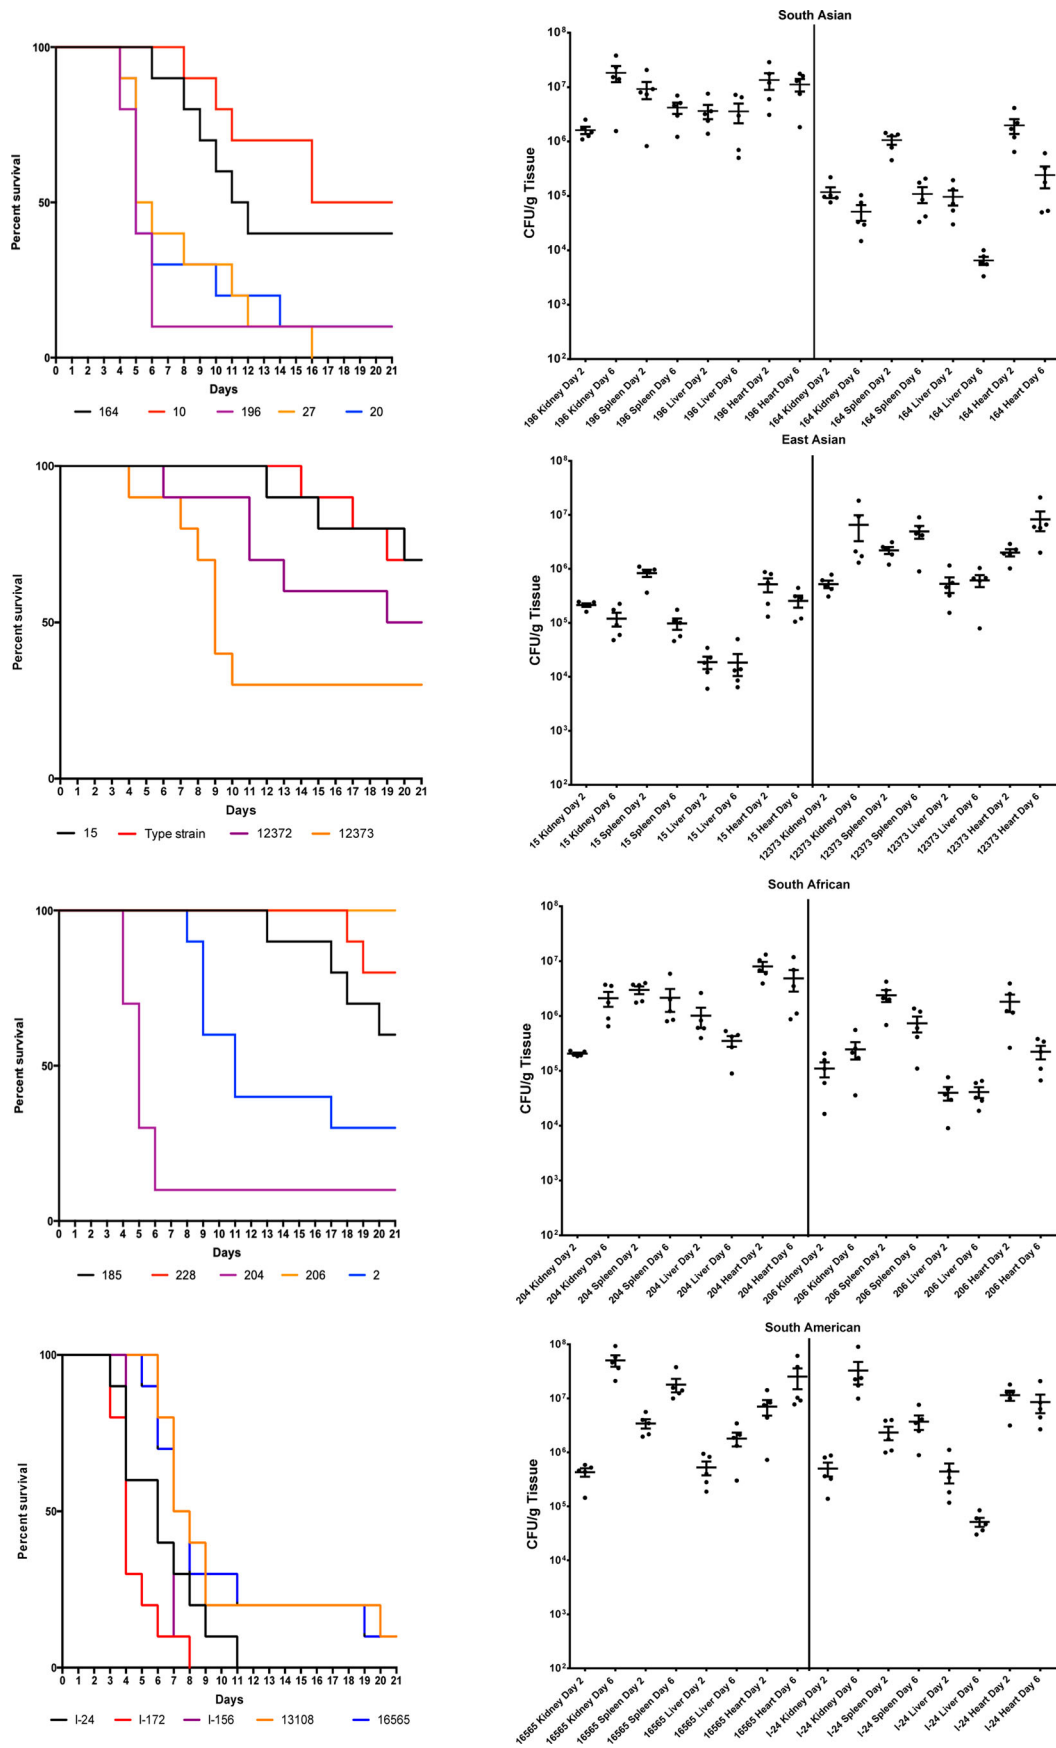 South Asian
Percent survival
100
50
0
0 1 2 3 4 5 6 7 8 9 10 11 12 13 14 15 16 17 18 19 20 21
Days
164 10 196 27 20
CFU/g Tissue
10⁸
10⁷
10⁶
10⁵
10⁴
10³
10²
196 Kidney Day 2
196 Kidney Day 6
196 Spleen Day 2
196 Spleen Day 6
196 Liver Day 2
196 Liver Day 6
196 Heart Day 2
196 Heart Day 6
164 Kidney Day 2
164 Kidney Day 6
164 Spleen Day 2
164 Spleen Day 6
164 Liver Day 2
164 Liver Day 6
164 Heart Day 2
164 Heart Day 6
East Asian
Percent survival
100
50
0
0 1 2 3 4 5 6 7 8 9 10 11 12 13 14 15 16 17 18 19 20 21
Days
15 Type strain 12372 12373
CFU/g Tissue
10⁸
10⁷
10⁶
10⁵
10⁴
10³
10²
15 Kidney Day 2
15 Kidney Day 6
15 Spleen Day 2
15 Spleen Day 6
15 Liver Day 2
15 Liver Day 6
15 Heart Day 2
15 Heart Day 6
12373 Kidney Day 2
12373 Kidney Day 6
12373 Spleen Day 2
12373 Spleen Day 6
12373 Liver Day 2
12373 Liver Day 6
12373 Heart Day 2
12373 Heart Day 6
South African
Percent survival
100
50
0
0 1 2 3 4 5 6 7 8 9 10 11 12 13 14 15 16 17 18 19 20 21
Days
185 228 204 206 2
CFU/g Tissue
10⁸
10⁷
10⁶
10⁵
10⁴
10³
10²
204 Kidney Day 2
204 Kidney Day 6
204 Spleen Day 2
204 Spleen Day 6
204 Liver Day 2
204 Liver Day 6
204 Heart Day 2
204 Heart Day 6
206 Kidney Day 2
206 Kidney Day 6
206 Spleen Day 2
206 Spleen Day 6
206 Liver Day 2
206 Liver Day 6
206 Heart Day 2
206 Heart Day 6
South American
Percent survival
100
50
0
0 1 2 3 4 5 6 7 8 9 10 11 12 13 14 15 16 17 18 19 20 21
Days
I-24 I-172 I-156 13108 16565
CFU/g Tissue
10⁸
10⁷
10⁶
10⁵
10⁴
10³
10²
16565 Kidney Day 2
16565 Kidney Day 6
16565 Spleen Day 2
16565 Spleen Day 6
16565 Liver Day 2
16565 Liver Day 6
16565 Heart Day 2
16565 Heart Day 6
I-24 Kidney Day 2
I-24 Kidney Day 6
I-24 Spleen Day 2
I-24 Spleen Day 6
I-24 Liver Day 2
I-24 Liver Day 6
I-24 Heart Day 2
I-24 Heart Day 6